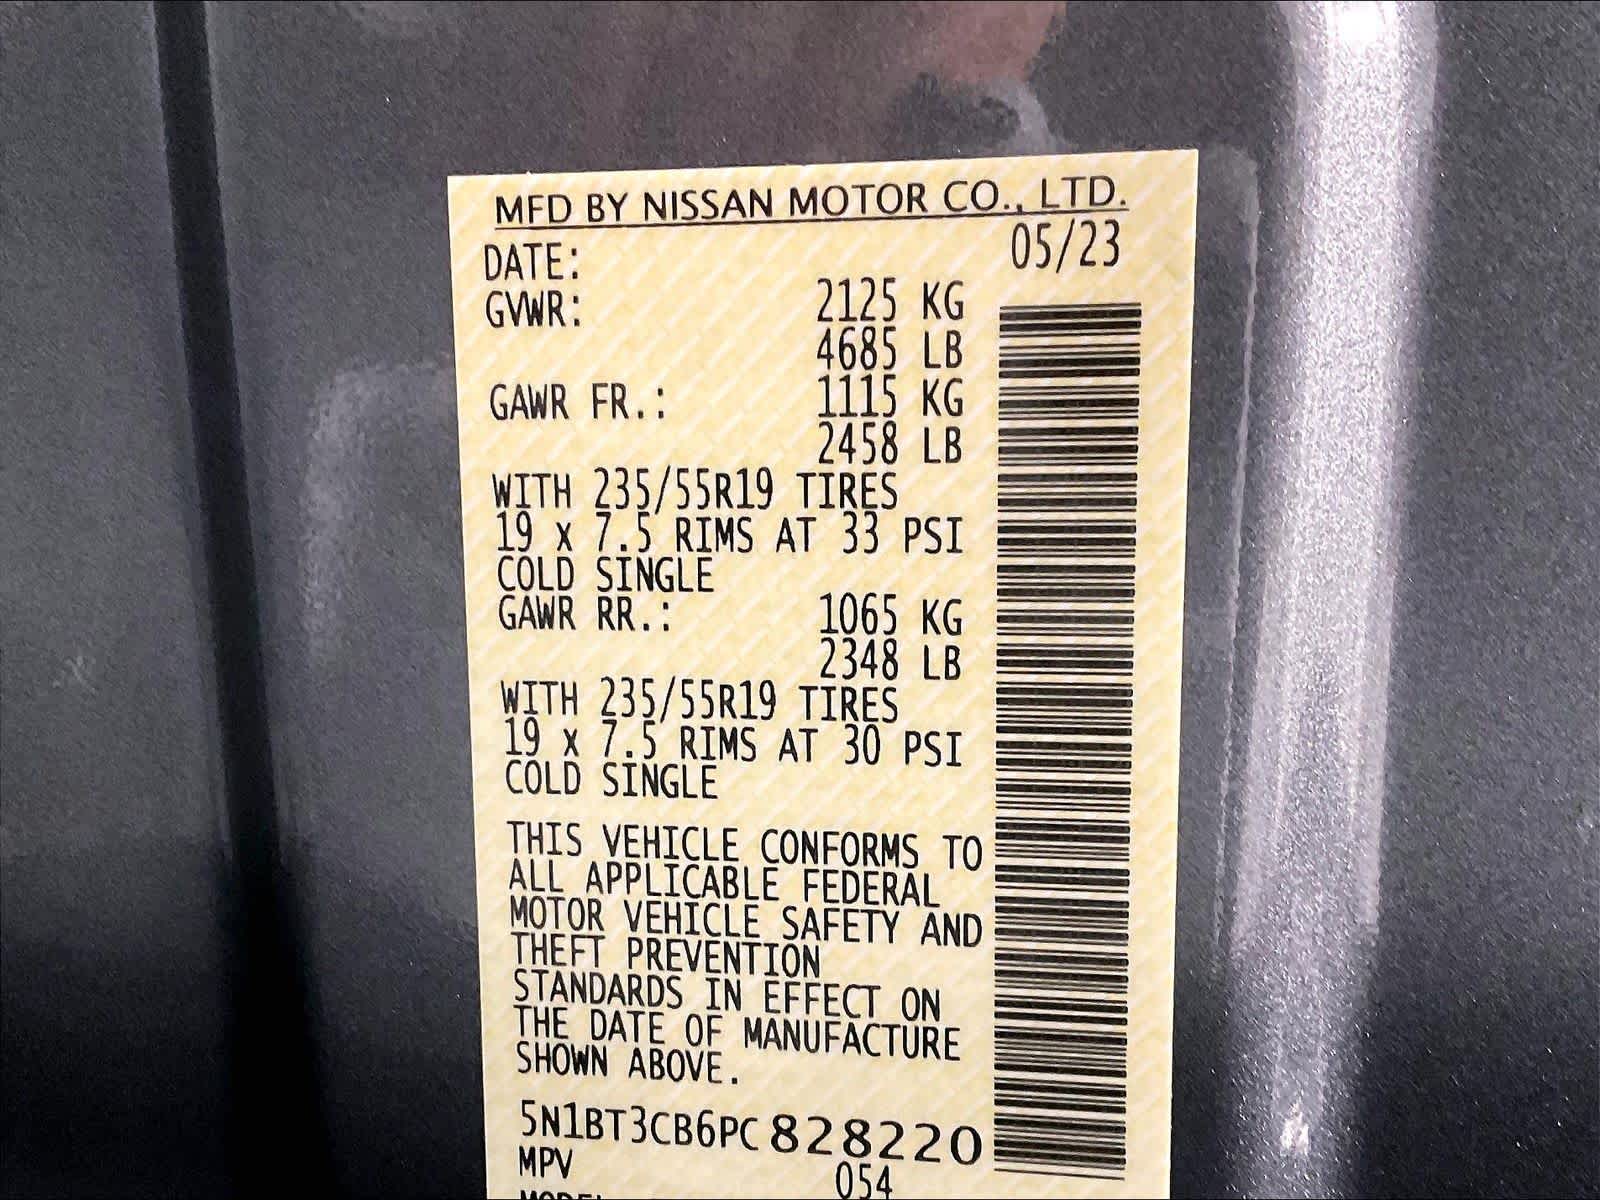 MFD BY NISSAN MOTOR CO., LTD.
DATE: 05/23
GVWR: 2125 KG
4685 LB
GAWR FR.: 1115 KG
2458 LB
WITH 235/55R19 TIRES
19 x 7.5 RIMS AT 33 PSI
COLD SINGLE
GAWR RR.: 1065 KG
2348 LB
WITH 235/55R19 TIRES
19 x 7.5 RIMS AT 30 PSI
COLD SINGLE
THIS VEHICLE CONFORMS TO
ALL APPLICABLE FEDERAL
MOTOR VEHICLE SAFETY AND
THEFT PREVENTION
STANDARDS IN EFFECT ON
THE DATE OF MANUFACTURE
SHOWN ABOVE.
5N1BT3CB6PC828220
MPV 054